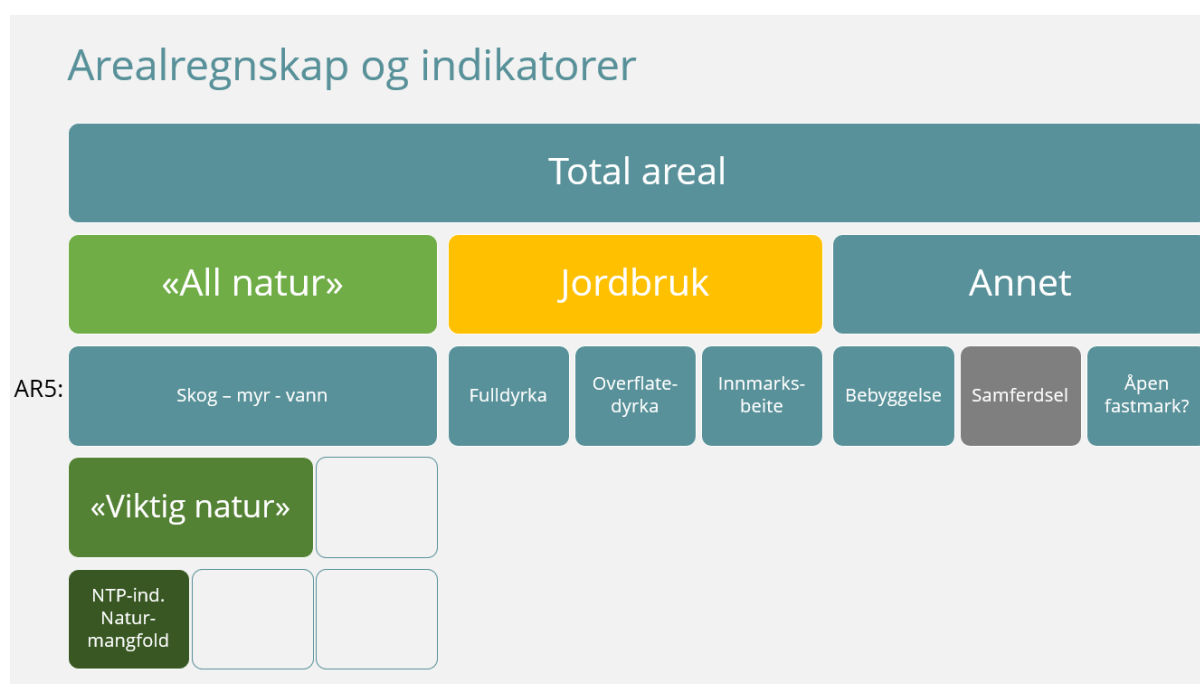 Arealregnskap og indikatorer
Total areal
«All natur»
Jordbruk
Annet
AR5:
Skog – myr - vann
Fulldyrka
Overflate-
dyrka
Innmarks-
beite
Bebyggelse
Samferdsel
Åpen
fastmark?
«Viktig natur»
NTP-ind.
Natur-
mangfold